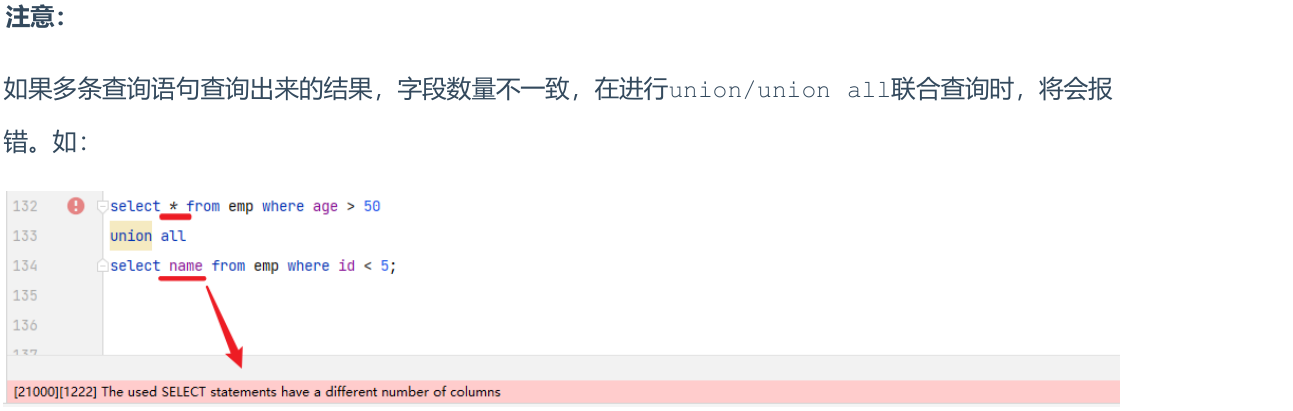 注意：
如果多条查询语句查询出来的结果，字段数量不一致，在进行union/union all联合查询时，将会报
错。如：
132 select * from emp where age > 50
133 union all
134 select name from emp where id < 5;
135
136
137
[21000][1222] The used SELECT statements have a different number of columns